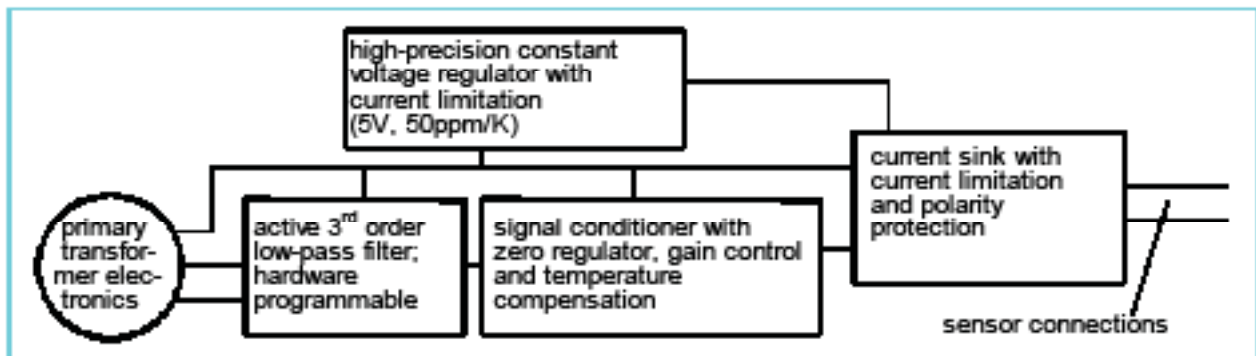 high-precision constant
voltage regulator with
current limitation
(5V, 50ppm/K)
primary
transfor-
mer elec-
tronics
active 3rd order
low-pass filter;
hardware
programmable
signal conditioner with
zero regulator, gain control
and temperature
compensation
current sink with
current limitation
and polarity
protection
sensor connections